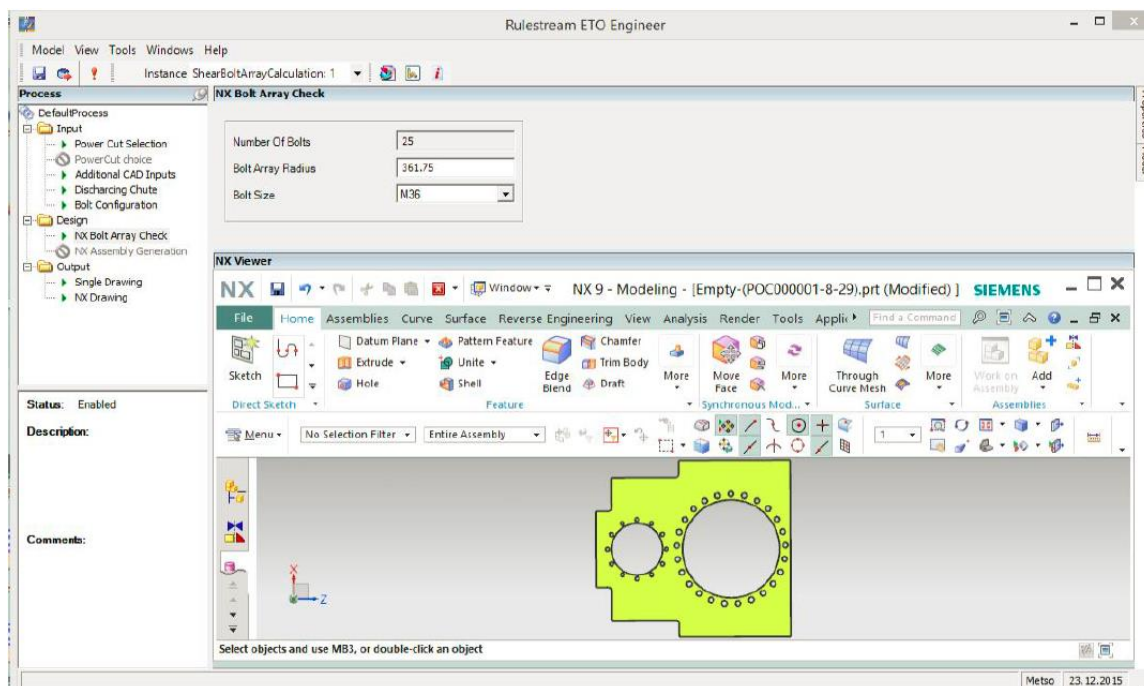 Rulestream ETO Engineer
Model View Tools Windows Help
Instance ShearBoltArrayCalculation: 1
Process
DefaultProcess
Input
Power Cut Selection
PowerCut choice
Additional CAD Inputs
Discharcing Chute
Bolt Configuration
Design
NX Bolt Array Check
NX Assembly Generation
Output
Single Drawing
NX Drawing
Status: Enabled
Description:
Comments:
NX Bolt Array Check
Number Of Bolts 25
Bolt Array Radius 361.75
Bolt Size M36
NX Viewer
NX Window NX 9 - Modeling - [Empty-(POC000001-8-29).prt (Modified) ] SIEMENS
File Home Assemblies Curve Surface Reverse Engineering View Analysis Render Tools Applic Find a Command
Sketch
Direct Sketch
Datum Plane Pattern Feature
Extrude Unite
Hole Shell
Edge Blend
Chamfer
Trim Body
Draft
More
Feature
Move Face
More
Synchronous Mod...
Through Curve Mesh
More
Surface
Work on Assembly
Add
Assemblies
Menu No Selection Filter Entire Assembly 1
X
Z
Select objects and use MB3, or double-click an object
Metso 23.12.2015